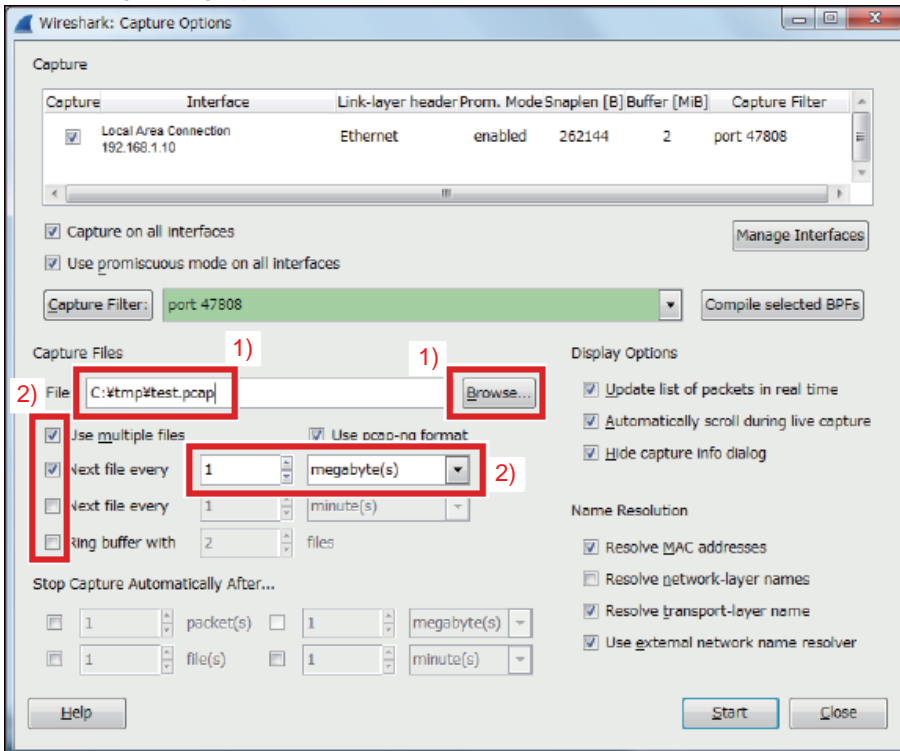 Wireshark: Capture Options
Capture
Capture Interface Link-layer header Prom. Mode Snaplen [B] Buffer [MiB] Capture Filter
Local Area Connection
192.168.1.10 Ethernet enabled 262144 2 port 47808
Capture on all interfaces
Manage Interfaces
Use promiscuous mode on all interfaces
Capture Filter: port 47808 Compile selected BPFs
Capture Files 1) 1) Display Options
2) File C:¥tmp¥test.pcap Browse... Update list of packets in real time
Use multiple files Use pcap-ng format Automatically scroll during live capture
Next file every 1 megabyte(s) 2) Hide capture info dialog
Next file every 1 minute(s) Name Resolution
Ring buffer with 2 files Resolve MAC addresses
Stop Capture Automatically After... Resolve network-layer names
1 packet(s) 1 megabyte(s) Resolve transport-layer name
1 file(s) 1 minute(s) Use external network name resolver
Help Start Close